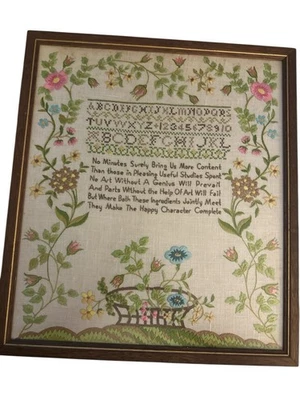 ABCDEFGHIJKLMNOPQRS
TUVWXYZ·12345678910
ABCDEFGHIJKL
No Minutes Surely Bring Us More Content
Than those in Pleasing Useful Studies Spent
No Art Without A Genius Will Prevail
And Parts Without the Help Of Art Will Fail
But Where Both These Ingredients Jointly Meet
They Make The Happy Character Complete